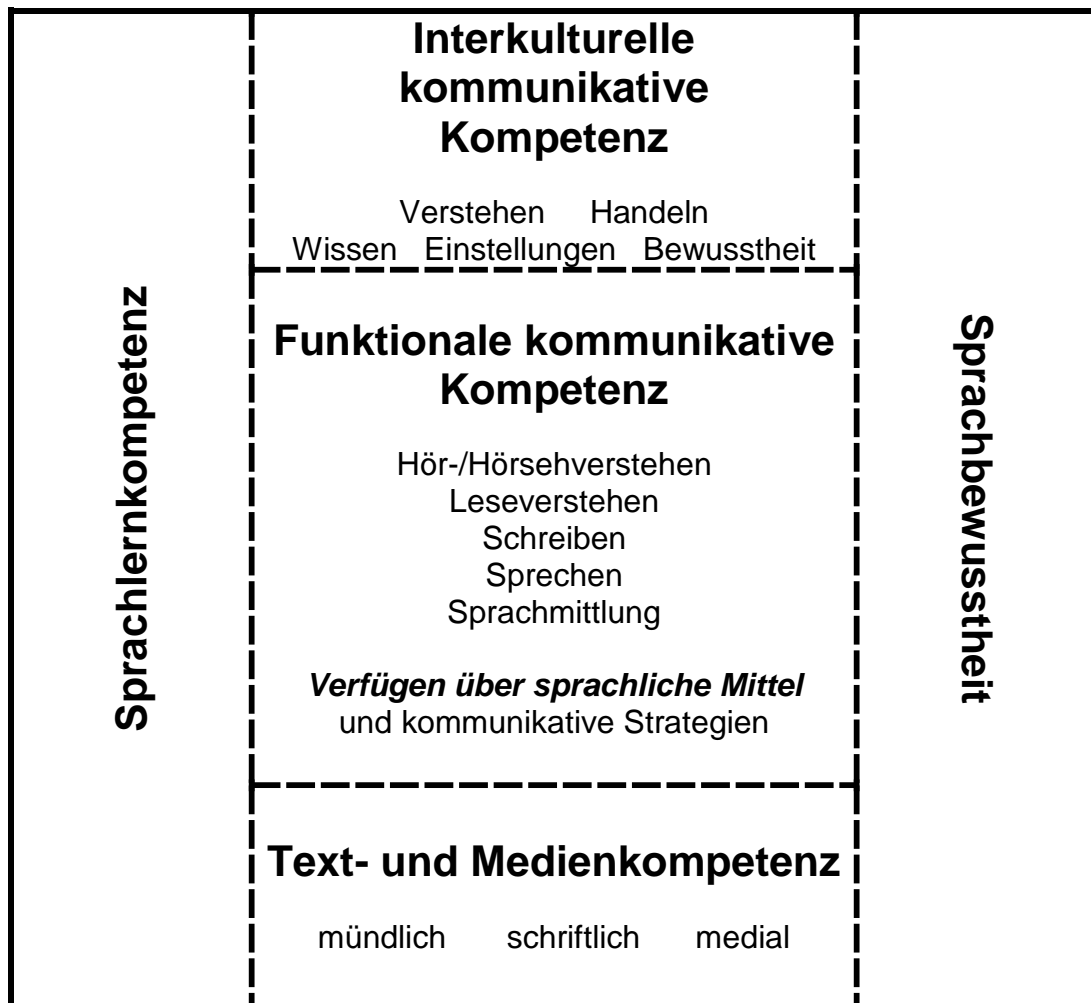 Sprachlernkompetenz
Interkulturelle
kommunikative
Kompetenz
Verstehen Handeln
Wissen Einstellungen Bewusstheit
Funktionale kommunikative
Kompetenz
Hör-/Hörsehverstehen
Leseverstehen
Schreiben
Sprechen
Sprachmittlung
Verfügen über sprachliche Mittel
und kommunikative Strategien
Text- und Medienkompetenz
mündlich schriftlich medial
Sprachbewusstheit